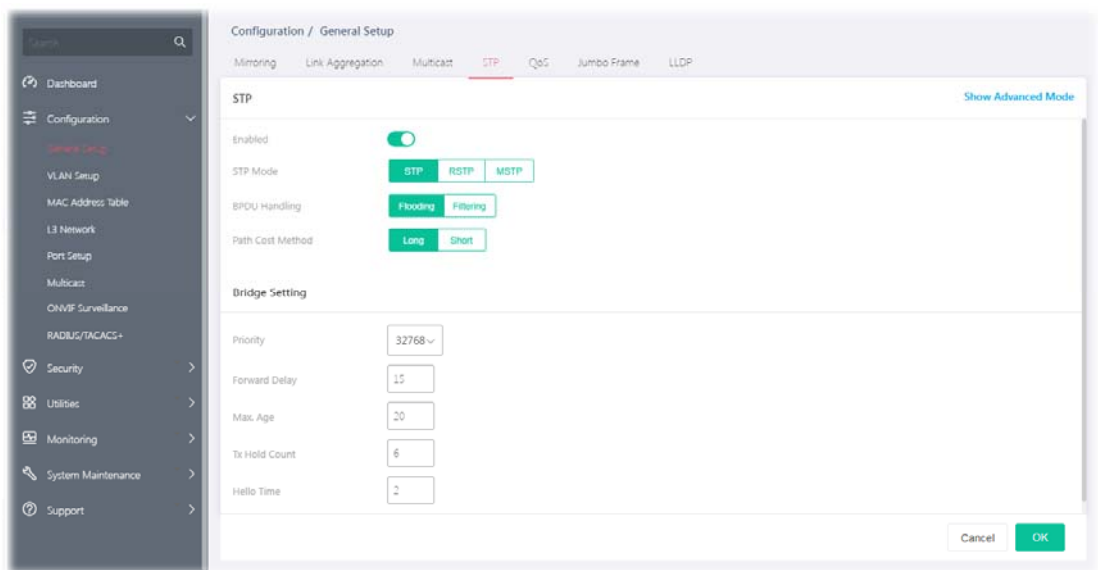 Search
Dashboard
Configuration
General Setup
VLAN Setup
MAC Address Table
L3 Network
Port Setup
Multicast
ONVIF Surveillance
RADIUS/TACACS+
Security
Utilities
Monitoring
System Maintenance
Support
Configuration / General Setup
Mirroring Link Aggregation Multicast STP QoS Jumbo Frame LLDP
STP Show Advanced Mode
Enabled
STP Mode STP RSTP MSTP
BPDU Handling Flooding Filtering
Path Cost Method Long Short
Bridge Setting
Priority 32768
Forward Delay 15
Max. Age 20
Tx Hold Count 6
Hello Time 2
Cancel OK